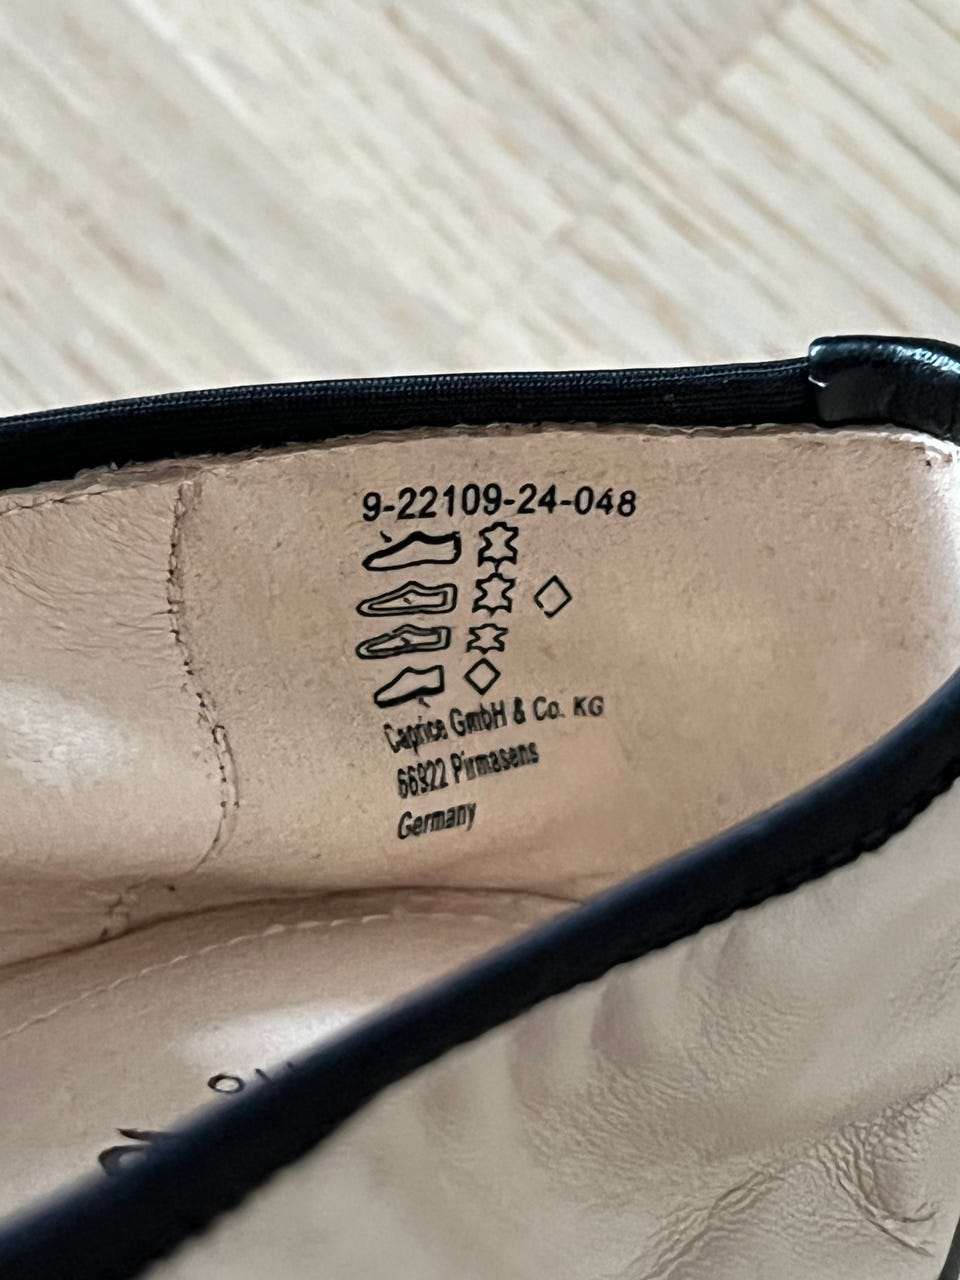 9-22109-24-048
Caprice GmbH & Co. KG
66922 Pirmasens
Germany